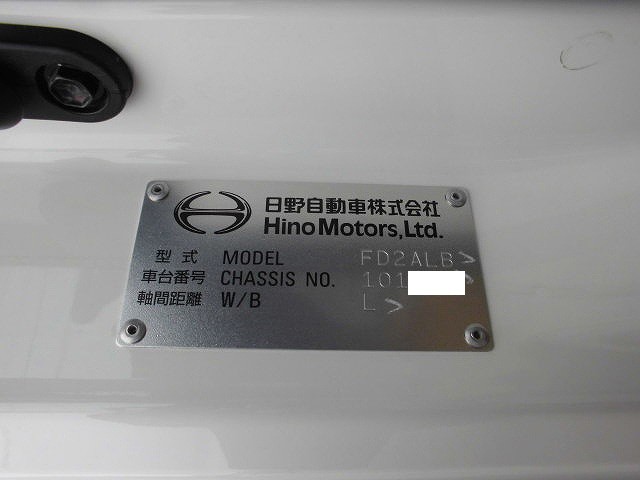 日野自動車株式会社
Hino Motors, Ltd.
型式 MODEL FD2ALB>
車台番号 CHASSIS NO. 101 >
軸間距離 W/B L>